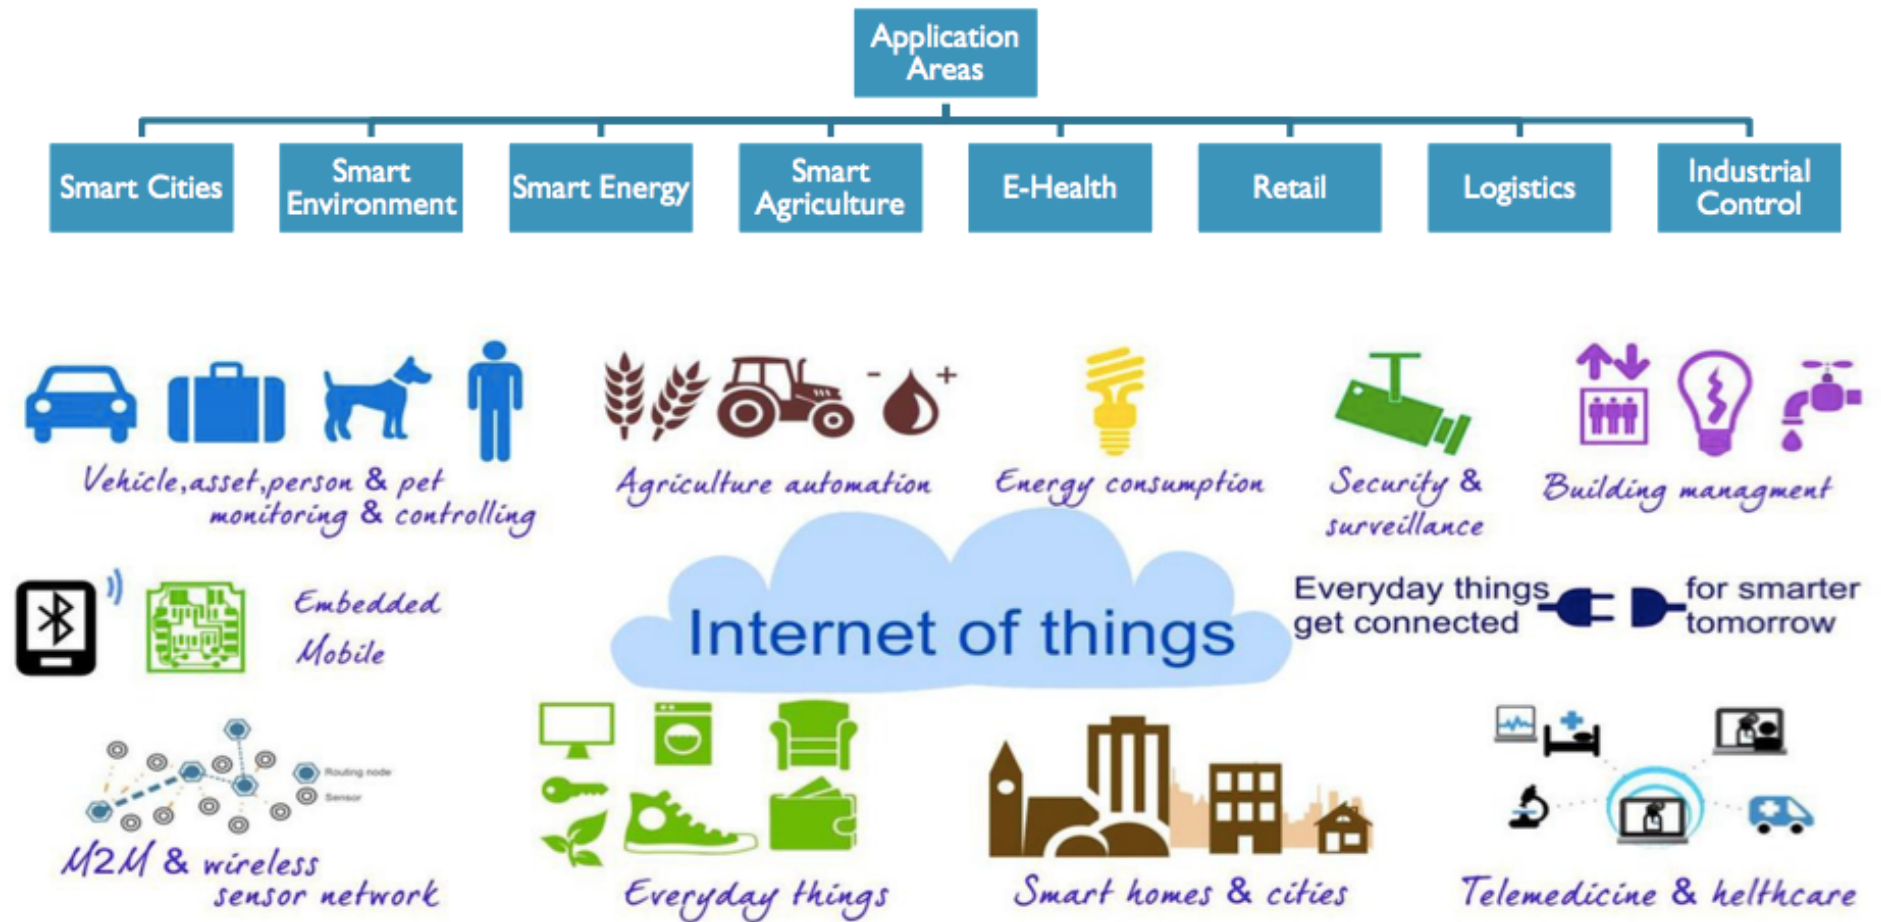 Application
Areas
Smart Cities
Smart
Environment
Smart Energy
Smart
Agriculture
E-Health
Retail
Logistics
Industrial
Control
Vehicle,asset,person & pet
monitoring & controlling
Agriculture automation
Energy consumption
Security &
surveillance
Building managment
Embedded
Mobile
Internet of things
Everyday things
get connected
for smarter
tomorrow
Routing node
Sensor
M2M & wireless
sensor network
Everyday things
Smart homes & cities
Telemedicine & helthcare